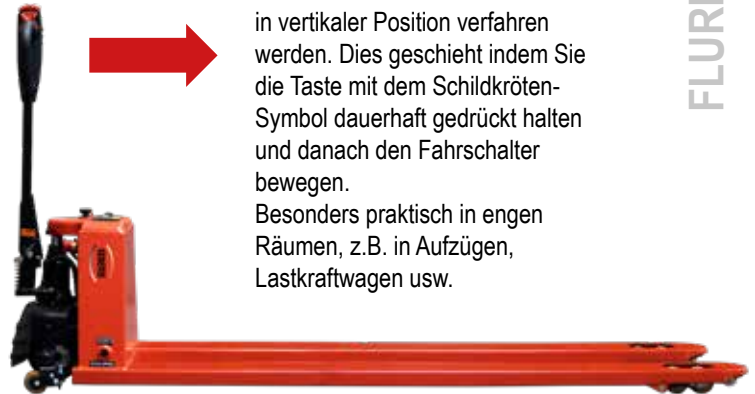 in vertikaler Position verfahren
werden. Dies geschieht indem Sie
die Taste mit dem Schildkröten-
Symbol dauerhaft gedrückt halten
und danach den Fahrschalter
bewegen.
Besonders praktisch in engen
Räumen, z.B. in Aufzügen,
Lastkraftwagen usw.